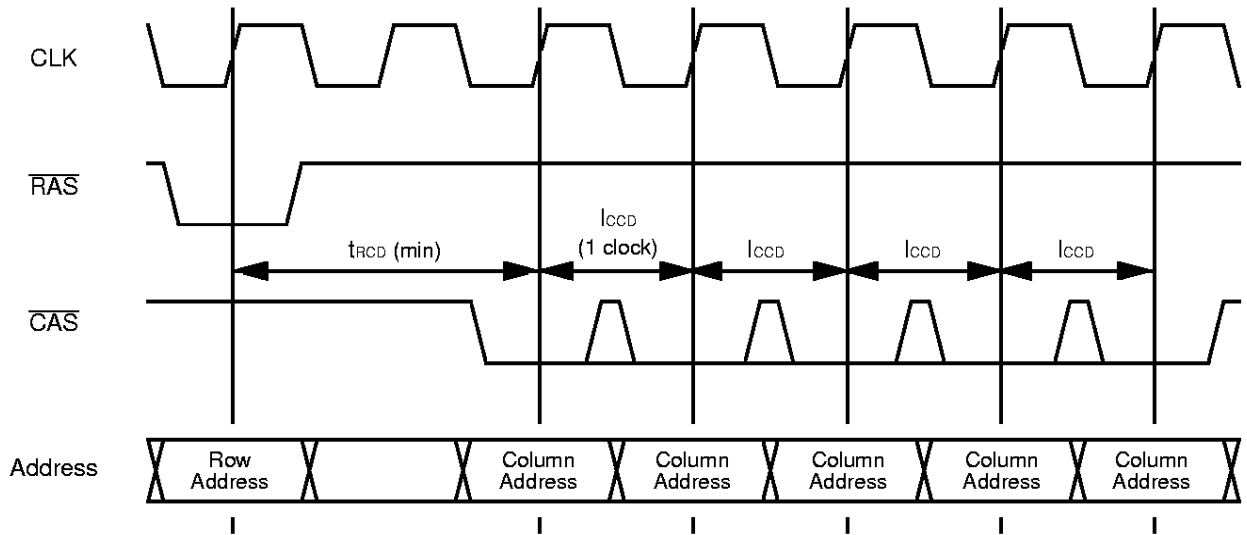 CLK
RAS
lCCD
tRCD (min)
(1 clock)
lCCD
lCCD
lCCD
CAS
Address
Row
Address
Column
Address
Column
Address
Column
Address
Column
Address
Column
Address